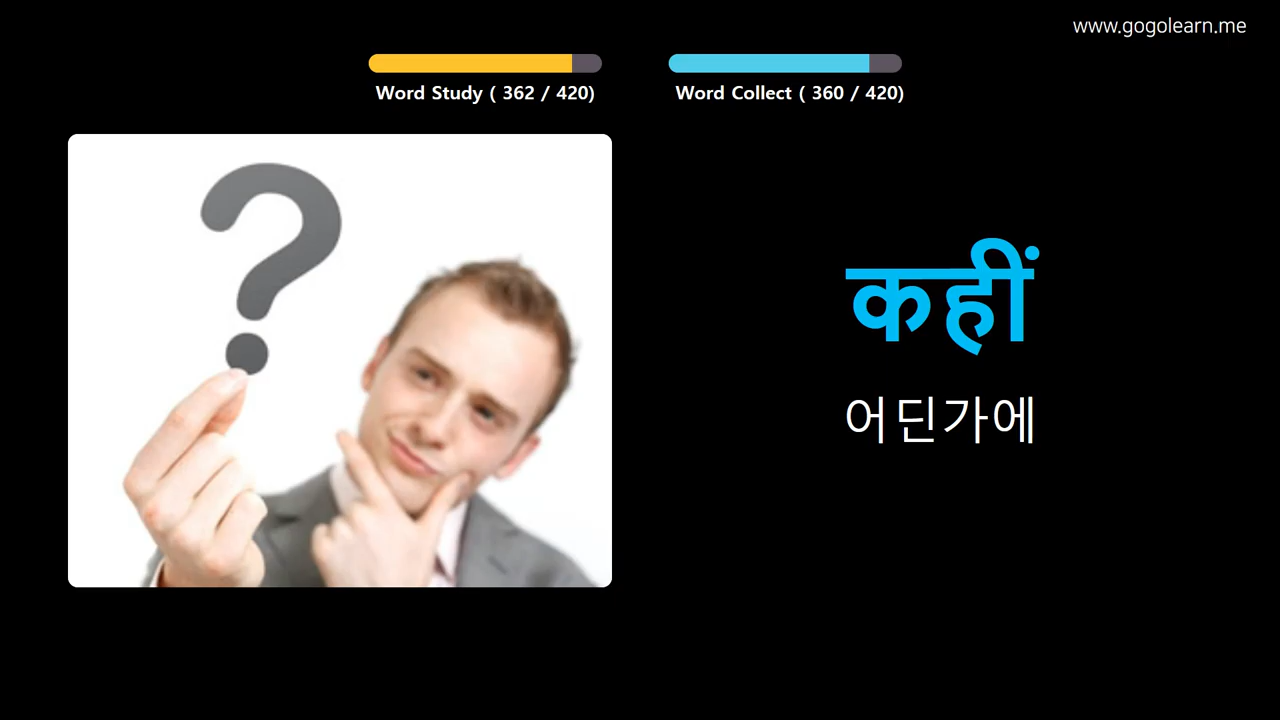 www.gogolearn.me
Word Study ( 362 / 420)
Word Collect ( 360 / 420)
?
कहीं
어딘가에